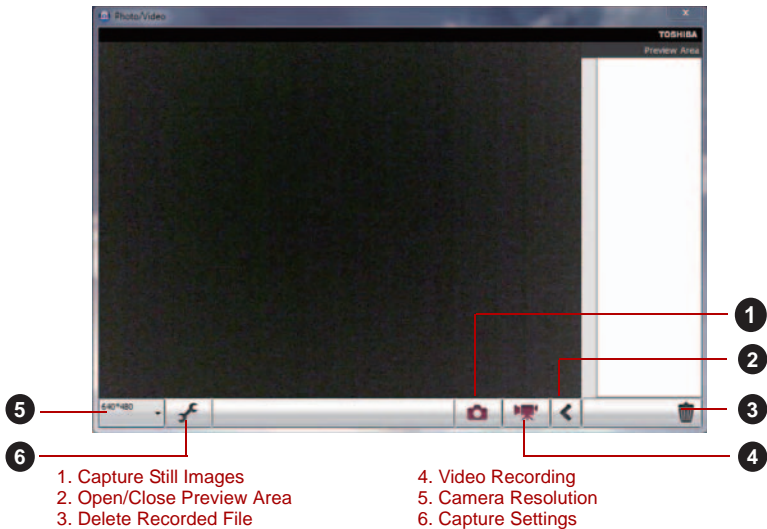 Photo/Video
TOSHIBA
Preview Area
1
2
640*480
5
3
6
4
1. Capture Still Images
2. Open/Close Preview Area
3. Delete Recorded File
4. Video Recording
5. Camera Resolution
6. Capture Settings